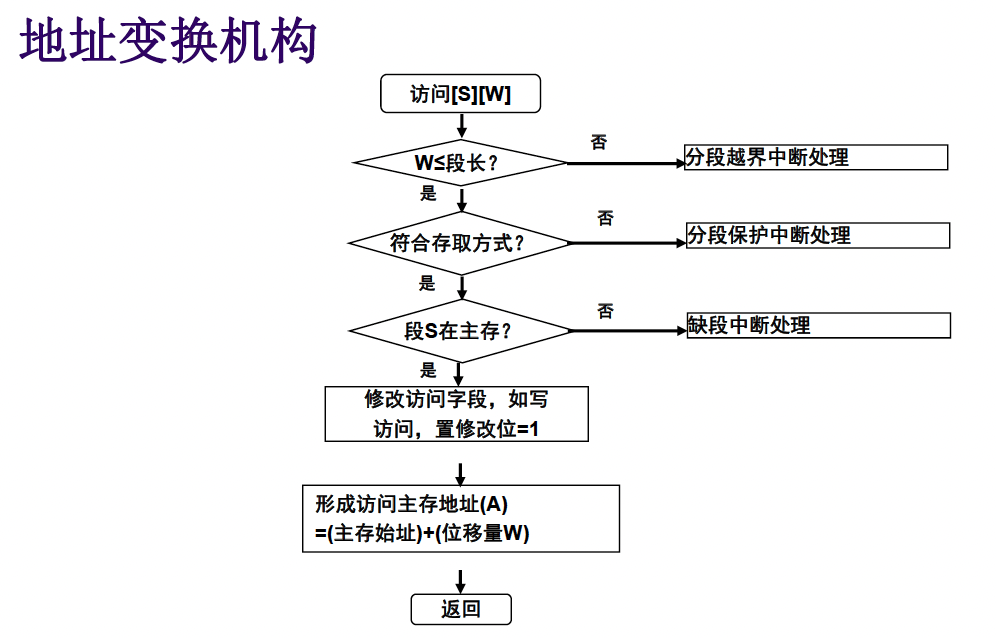 地址变换机构
访问[S][W]
W≤段长?
否
分段越界中断处理
是
符合存取方式?
否
分段保护中断处理
是
段S在主存?
否
缺段中断处理
是
修改访问字段，如写
访问，置修改位=1
形成访问主存地址(A)
=(主存始址)+(位移量W)
返回